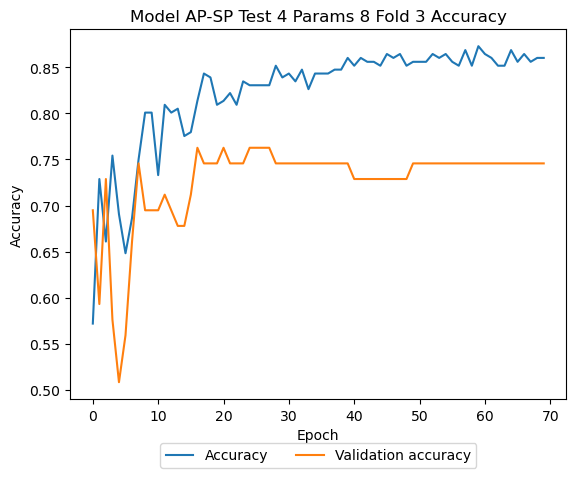 Model AP-SP Test 4 Params 8 Fold 3 Accuracy
Accuracy
0.85
0.80
0.75
0.70
0.65
0.60
0.55
0.50
0 10 20 30 40 50 60 70
Epoch
Accuracy Validation accuracy